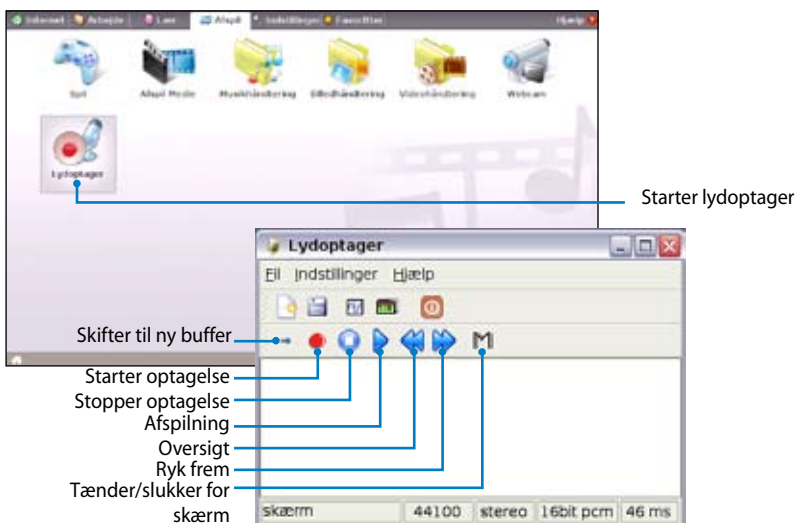 Internet Arbejde Lær Afspil Indstillinger Favoritter Hjælp
Spil Afspil Medie Musikhåndtering Billedhåndtering Videohåndtering Webcam
Lydoptager
Starter lydoptager
Lydoptager
Fil Indstillinger Hjælp
Skifter til ny buffer
Starter optagelse
Stopper optagelse
Afspilning
Oversigt
Ryk frem
Tænder/slukker for
skærm
skærm 44100 stereo 16bit pcm 46 ms